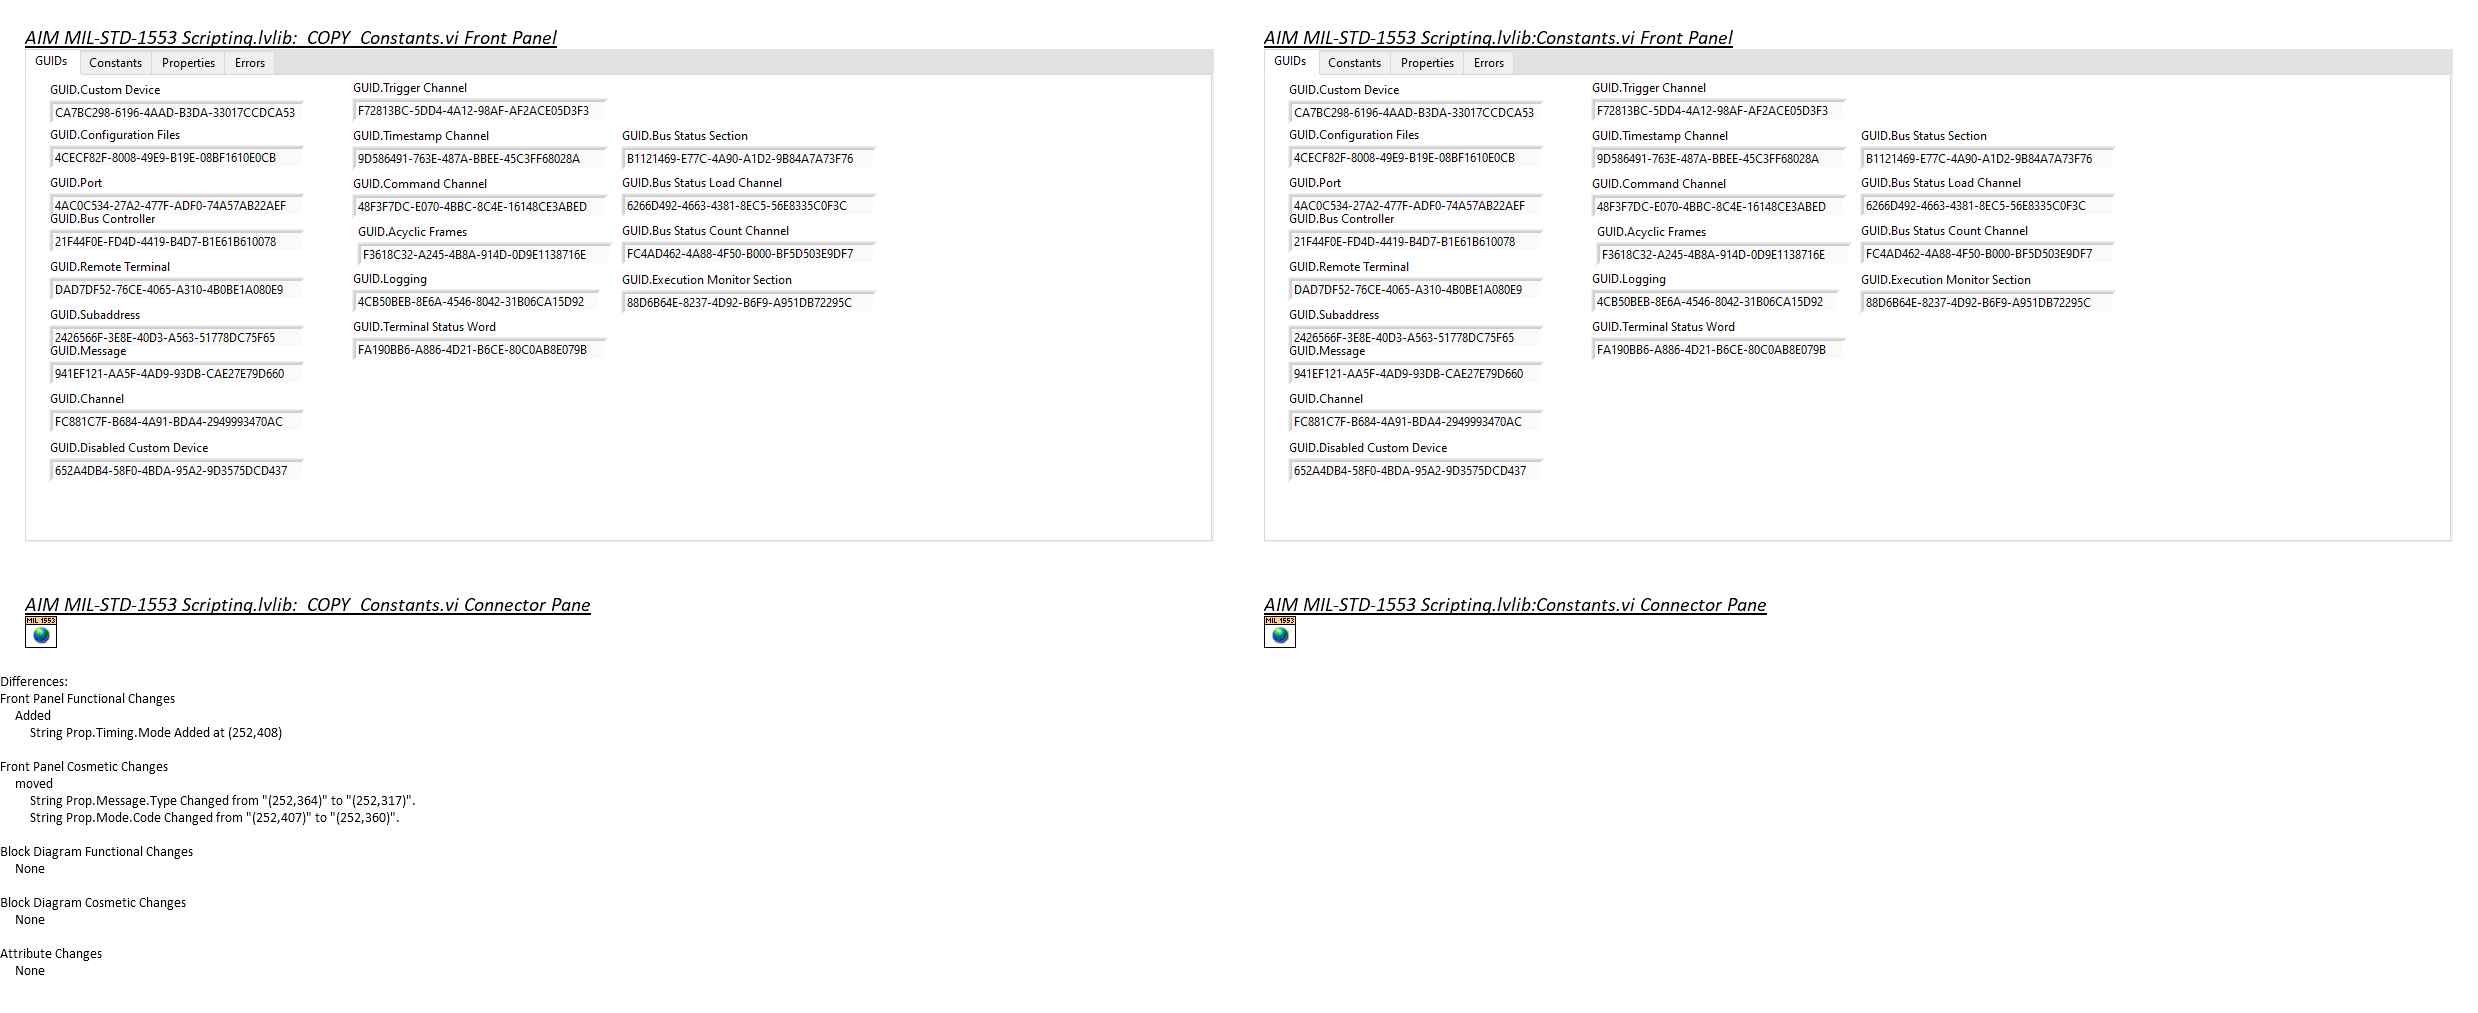 AIM MIL-STD-1553 Scripting.lvlib:_COPY_Constants.vi Front Panel
GUIDs Constants Properties Errors
GUID.Custom Device
CA7BC298-6196-4AAD-B3DA-33017CCDCA53
GUID.Configuration Files
4CECF82F-8008-49E9-B19E-08BF1610E0CB
GUID.Port
4AC0C534-27A2-477F-ADF0-74A57AB22AEF
GUID.Bus Controller
21F44F0E-FD4D-4419-B4D7-B1E61B610078
GUID.Remote Terminal
DAD7DF52-76CE-4065-A310-4B0BE1A080E9
GUID.Subaddress
2426566F-3E8E-40D3-A563-51778DC75F65
GUID.Message
941EF121-AA5F-4AD9-93DB-CAE27E79D660
GUID.Channel
FC881C7F-B684-4A91-BDA4-2949993470AC
GUID.Disabled Custom Device
652A4DB4-58F0-4BDA-95A2-9D3575DCD437
GUID.Trigger Channel
F72813BC-5DD4-4A12-98AF-AF2ACE05D3F3
GUID.Timestamp Channel
9D586491-763E-487A-BBEE-45C3FF68028A
GUID.Command Channel
48F3F7DC-E070-4BBC-8C4E-16148CE3ABED
GUID.Acyclic Frames
F3618C32-A245-4B8A-914D-0D9E1138716E
GUID.Logging
4CB50BEB-8E6A-4546-8042-31B06CA15D92
GUID.Terminal Status Word
FA190BB6-A886-4D21-B6CE-80C0AB8E079B
GUID.Bus Status Section
B1121469-E77C-4A90-A1D2-9B84A7A73F76
GUID.Bus Status Load Channel
6266D492-4663-4381-8EC5-56E8335C0F3C
GUID.Bus Status Count Channel
FC4AD462-4A88-4F50-B000-BF5D503E9DF7
GUID.Execution Monitor Section
88D6B64E-8237-4D92-B6F9-A951DB72295C
AIM MIL-STD-1553 Scripting.lvlib:Constants.vi Front Panel
GUIDs Constants Properties Errors
GUID.Custom Device
CA7BC298-6196-4AAD-B3DA-33017CCDCA53
GUID.Configuration Files
4CECF82F-8008-49E9-B19E-08BF1610E0CB
GUID.Port
4AC0C534-27A2-477F-ADF0-74A57AB22AEF
GUID.Bus Controller
21F44F0E-FD4D-4419-B4D7-B1E61B610078
GUID.Remote Terminal
DAD7DF52-76CE-4065-A310-4B0BE1A080E9
GUID.Subaddress
2426566F-3E8E-40D3-A563-51778DC75F65
GUID.Message
941EF121-AA5F-4AD9-93DB-CAE27E79D660
GUID.Channel
FC881C7F-B684-4A91-BDA4-2949993470AC
GUID.Disabled Custom Device
652A4DB4-58F0-4BDA-95A2-9D3575DCD437
GUID.Trigger Channel
F72813BC-5DD4-4A12-98AF-AF2ACE05D3F3
GUID.Timestamp Channel
9D586491-763E-487A-BBEE-45C3FF68028A
GUID.Command Channel
48F3F7DC-E070-4BBC-8C4E-16148CE3ABED
GUID.Acyclic Frames
F3618C32-A245-4B8A-914D-0D9E1138716E
GUID.Logging
4CB50BEB-8E6A-4546-8042-31B06CA15D92
GUID.Terminal Status Word
FA190BB6-A886-4D21-B6CE-80C0AB8E079B
GUID.Bus Status Section
B1121469-E77C-4A90-A1D2-9B84A7A73F76
GUID.Bus Status Load Channel
6266D492-4663-4381-8EC5-56E8335C0F3C
GUID.Bus Status Count Channel
FC4AD462-4A88-4F50-B000-BF5D503E9DF7
GUID.Execution Monitor Section
88D6B64E-8237-4D92-B6F9-A951DB72295C
AIM MIL-STD-1553 Scripting.lvlib:_COPY_Constants.vi Connector Pane
MIL 1553
AIM MIL-STD-1553 Scripting.lvlib:Constants.vi Connector Pane
MIL 1553
Differences:
Front Panel Functional Changes
Added
String Prop.Timing.Mode Added at (252,408)
Front Panel Cosmetic Changes
moved
String Prop.Message.Type Changed from "(252,364)" to "(252,317)".
String Prop.Mode.Code Changed from "(252,407)" to "(252,360)".
Block Diagram Functional Changes
None
Block Diagram Cosmetic Changes
None
Attribute Changes
None